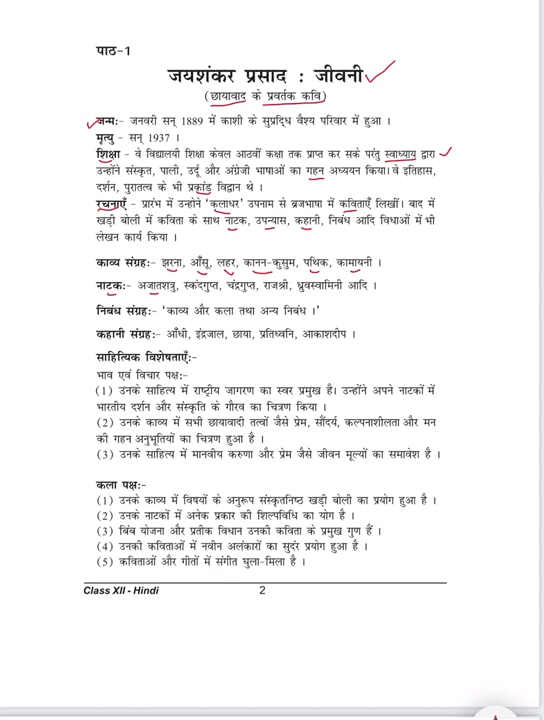 पाठ-1
जयशंकर प्रसाद : जीवनी
(छायावाद के प्रवर्तक कवि)
जन्म:- जनवरी सन् 1889 में काशी के सुप्रद्धि वैश्य परिवार में हुआ ।
मृत्यु - सन् 1937 ।
शिक्षा - वे विद्यालयी शिक्षा केवल आठवीं कक्षा तक प्राप्त कर सके परंतु स्वाध्याय द्वारा
उन्होंने संस्कृत, पाली, उर्दू और अंग्रेजी भाषाओं का गहन अध्ययन किया। वे इतिहास,
दर्शन, पुरातत्व के भी प्रकांड विद्वान थे ।
रचनाएँ - प्रारंभ में उन्होने 'कलाधर' उपनाम से ब्रजभाषा में कविताएँ लिखीं। बाद में
खड़ी बोली में कविता के साथ नाटक, उपन्यास, कहानी, निबंध आदि विधाओं में भी
लेखन कार्य किया ।
काव्य संग्रह:- झरना, आँसू, लहर, कानन-कुसुम, पथिक, कामायनी ।
नाटक:- अजातशत्रु, स्कंदगुप्त, चंद्रगुप्त, राजश्री, ध्रुवस्वामिनी आदि ।
निबंध संग्रह:- 'काव्य और कला तथा अन्य निबंध ।'
कहानी संग्रह:- आँधी, इंद्रजाल, छाया, प्रतिध्वनि, आकाशदीप ।
साहित्यिक विशेषताएँ:-
भाव एवं विचार पक्ष:-
(1) उनके साहित्य में राष्ट्रीय जागरण का स्वर प्रमुख है। उन्होंने अपने नाटकों में
भारतीय दर्शन और संस्कृति के गौरव का चित्रण किया ।
(2) उनके काव्य में सभी छायावादी तत्वों जैसे प्रेम, सौंदर्य, कल्पनाशीलता और मन
की गहन अनुभूतियों का चित्रण हुआ है ।
(3) उनके साहित्य में मानवीय करुणा और प्रेम जैसे जीवन मूल्यों का समावेश है ।
कला पक्ष:-
(1) उनके काव्य में विषयों के अनुरूप संस्कृतनिष्ठ खड़ी बोली का प्रयोग हुआ है ।
(2) उनके नाटकों में अनेक प्रकार की शिल्पविधि का योग है ।
(3) बिंब योजना और प्रतीक विधान उनकी कविता के प्रमुख गुण हैं ।
(4) उनकी कविताओं में नवीन अलंकारों का सुदंर प्रयोग हुआ है ।
(5) कविताओं और गीतों में संगीत घुला-मिला है ।
Class XII - Hindi 2